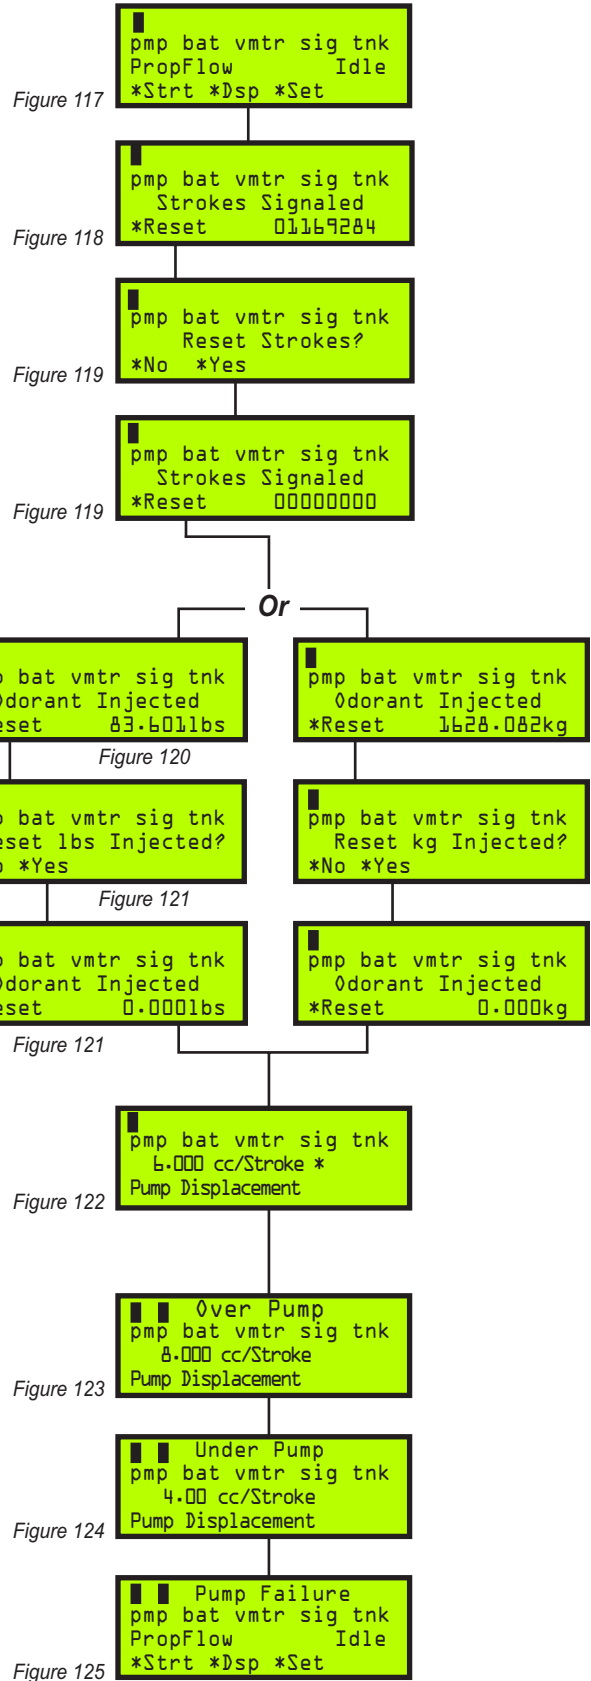 pmp bat vmtr sig tnk
PropFlow Idle
*Strt *Dsp *Set
Figure 117
pmp bat vmtr sig tnk
Strokes Signaled
*Reset 01169284
Figure 118
pmp bat vmtr sig tnk
Reset Strokes?
*No *Yes
Figure 119
pmp bat vmtr sig tnk
Strokes Signaled
*Reset 00000000
Figure 119
Or
p bat vmtr sig tnk
Odorant Injected
eset 83.601lbs
pmp bat vmtr sig tnk
Odorant Injected
*Reset 1628.082kg
Figure 120
p bat vmtr sig tnk
eset lbs Injected?
o *Yes
pmp bat vmtr sig tnk
Reset kg Injected?
*No *Yes
Figure 121
p bat vmtr sig tnk
Odorant Injected
eset 0.000lbs
pmp bat vmtr sig tnk
Odorant Injected
*Reset 0.000kg
Figure 121
pmp bat vmtr sig tnk
6.000 cc/Stroke *
Pump Displacement
Figure 122
Over Pump
pmp bat vmtr sig tnk
8.000 cc/Stroke
Pump Displacement
Figure 123
Under Pump
pmp bat vmtr sig tnk
4.00 cc/Stroke
Pump Displacement
Figure 124
Pump Failure
pmp bat vmtr sig tnk
PropFlow Idle
*Strt *Dsp *Set
Figure 125